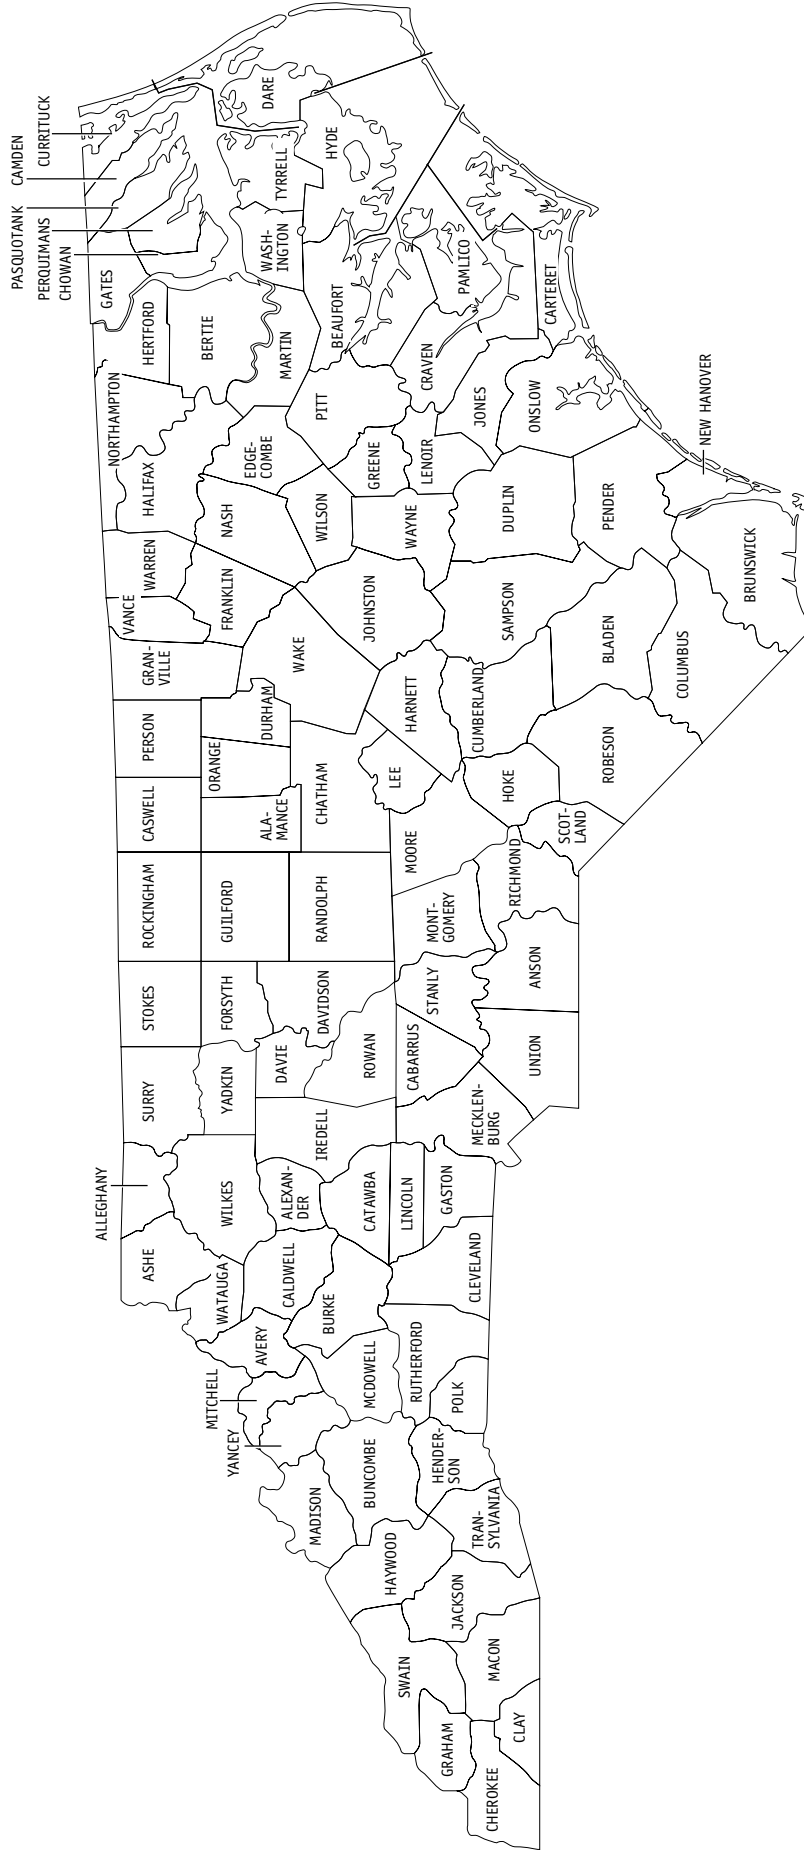 CHEROKEE
GRAHAM
CLAY
MACON
SWAIN
JACKSON
HAYWOOD
TRAN-
SYLVANIA
MADISON
BUNCOMBE
HENDER-
SON
YANCEY
MITCHELL
MCDOWELL
POLK
RUTHERFORD
AVERY
BURKE
CLEVELAND
WATAUGA
CALDWELL
ASHE
ALLEGHANY
WILKES
ALEXAN-
DER
CATAWBA
LINCOLN
GASTON
IREDELL
MECKLEN-
BURG
SURRY
YADKIN
DAVIE
ROWAN
CABARRUS
UNION
STOKES
FORSYTH
DAVIDSON
STANLY
ANSON
ROCKINGHAM
GUILFORD
RANDOLPH
MONT-
GOMERY
RICHMOND
CASWELL
ALA-
MANCE
CHATHAM
MOORE
SCOT-
LAND
HOKE
PERSON
ORANGE
DURHAM
LEE
HARNETT
CUMBERLAND
ROBESON
GRAN-
VILLE
WAKE
VANCE
WARREN
FRANKLIN
JOHNSTON
SAMPSON
BLADEN
COLUMBUS
BRUNSWICK
NORTHAMPTON
HALIFAX
NASH
EDGE-
COMBE
WILSON
WAYNE
GREENE
LENOIR
DUPLIN
PENDER
NEW HANOVER
HERTFORD
BERTIE
MARTIN
PITT
CRAVEN
JONES
ONSLOW
GATES
PASQUOTANK
PERQUIMANS
CHOWAN
CAMDEN
CURRITUCK
WASH-
INGTON
TYRRELL
DARE
HYDE
BEAUFORT
PAMLICO
CARTERET